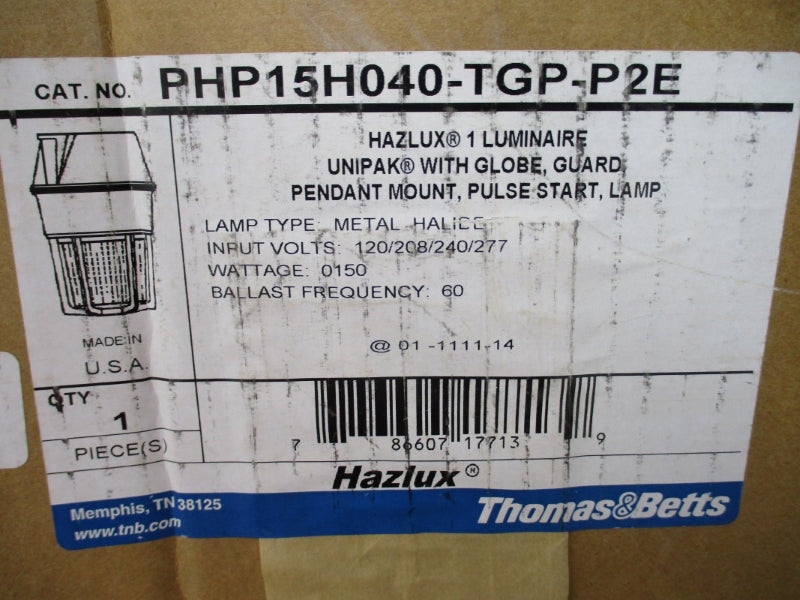 CAT. NO. PHP15H040-TGP-P2E
HAZLUX® 1 LUMINAIRE
UNIPAK® WITH GLOBE, GUARD,
PENDANT MOUNT, PULSE START, LAMP
LAMP TYPE: METAL HALIDE
INPUT VOLTS: 120/208/240/277
WATTAGE: 0150
BALLAST FREQUENCY: 60
@ 01 -1111-14
MADE IN
U.S.A.
QTY
1
PIECE(S)
7 86607 17713 9
Hazlux®
Memphis, TN 38125
www.tnb.com
Thomas&Betts